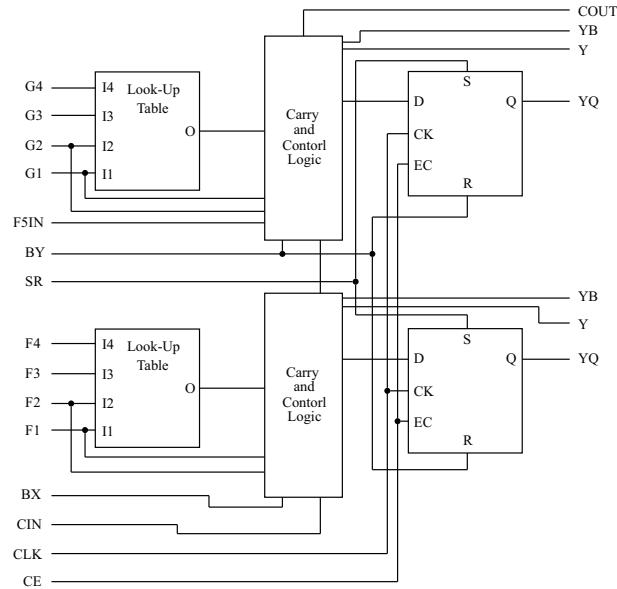 COUT
YB
Y
G4
I4
Look-Up
Table
S
D
Q
YQ
G3
I3
Carry
and
Contorl
Logic
O
CK
G2
I2
EC
G1
I1
R
F5IN
BY
SR
YB
Y
F4
I4
Look-Up
Table
S
D
Q
YQ
F3
I3
Carry
and
Contorl
Logic
O
CK
F2
I2
EC
F1
I1
R
BX
CIN
CLK
CE